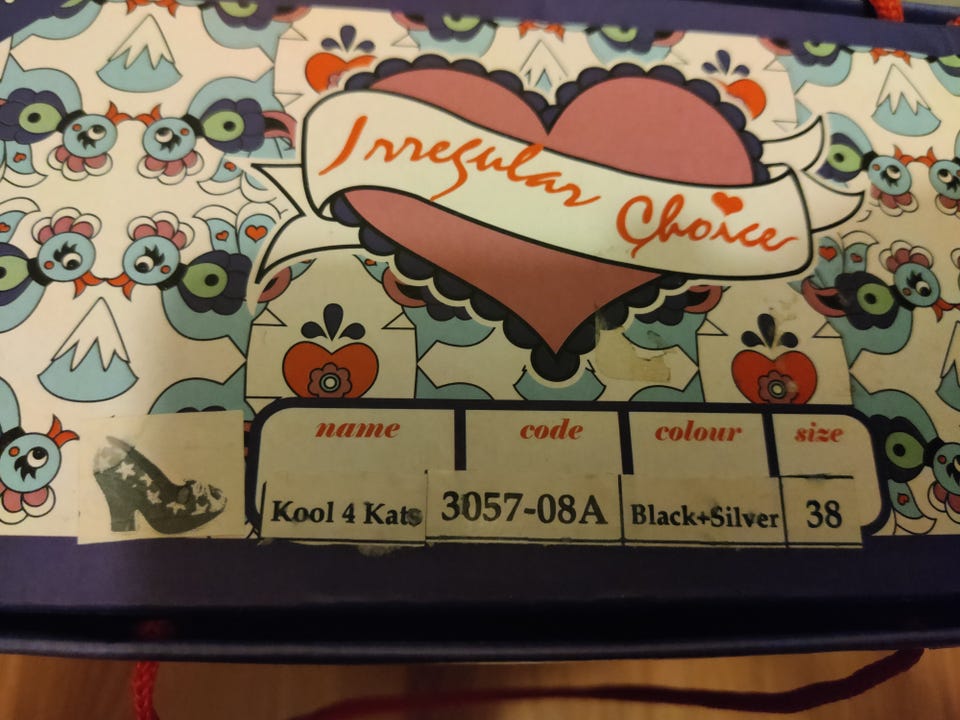 Irregular Choice
name code colour size
Kool 4 Kats 3057-08A Black+Silver 38